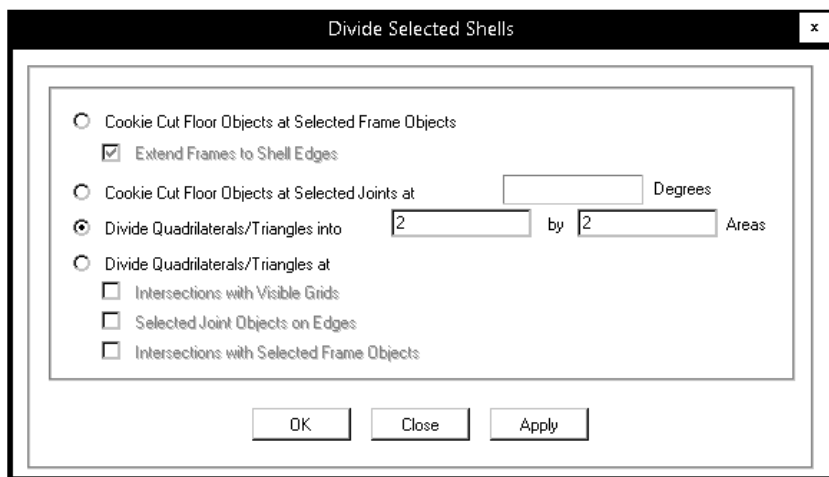 Divide Selected Shells x
Cookie Cut Floor Objects at Selected Frame Objects
Extend Frames to Shell Edges
Cookie Cut Floor Objects at Selected Joints at Degrees
Divide Quadrilaterals/Triangles into 2 by 2 Areas
Divide Quadrilaterals/Triangles at
Intersections with Visible Grids
Selected Joint Objects on Edges
Intersections with Selected Frame Objects
OK Close Apply